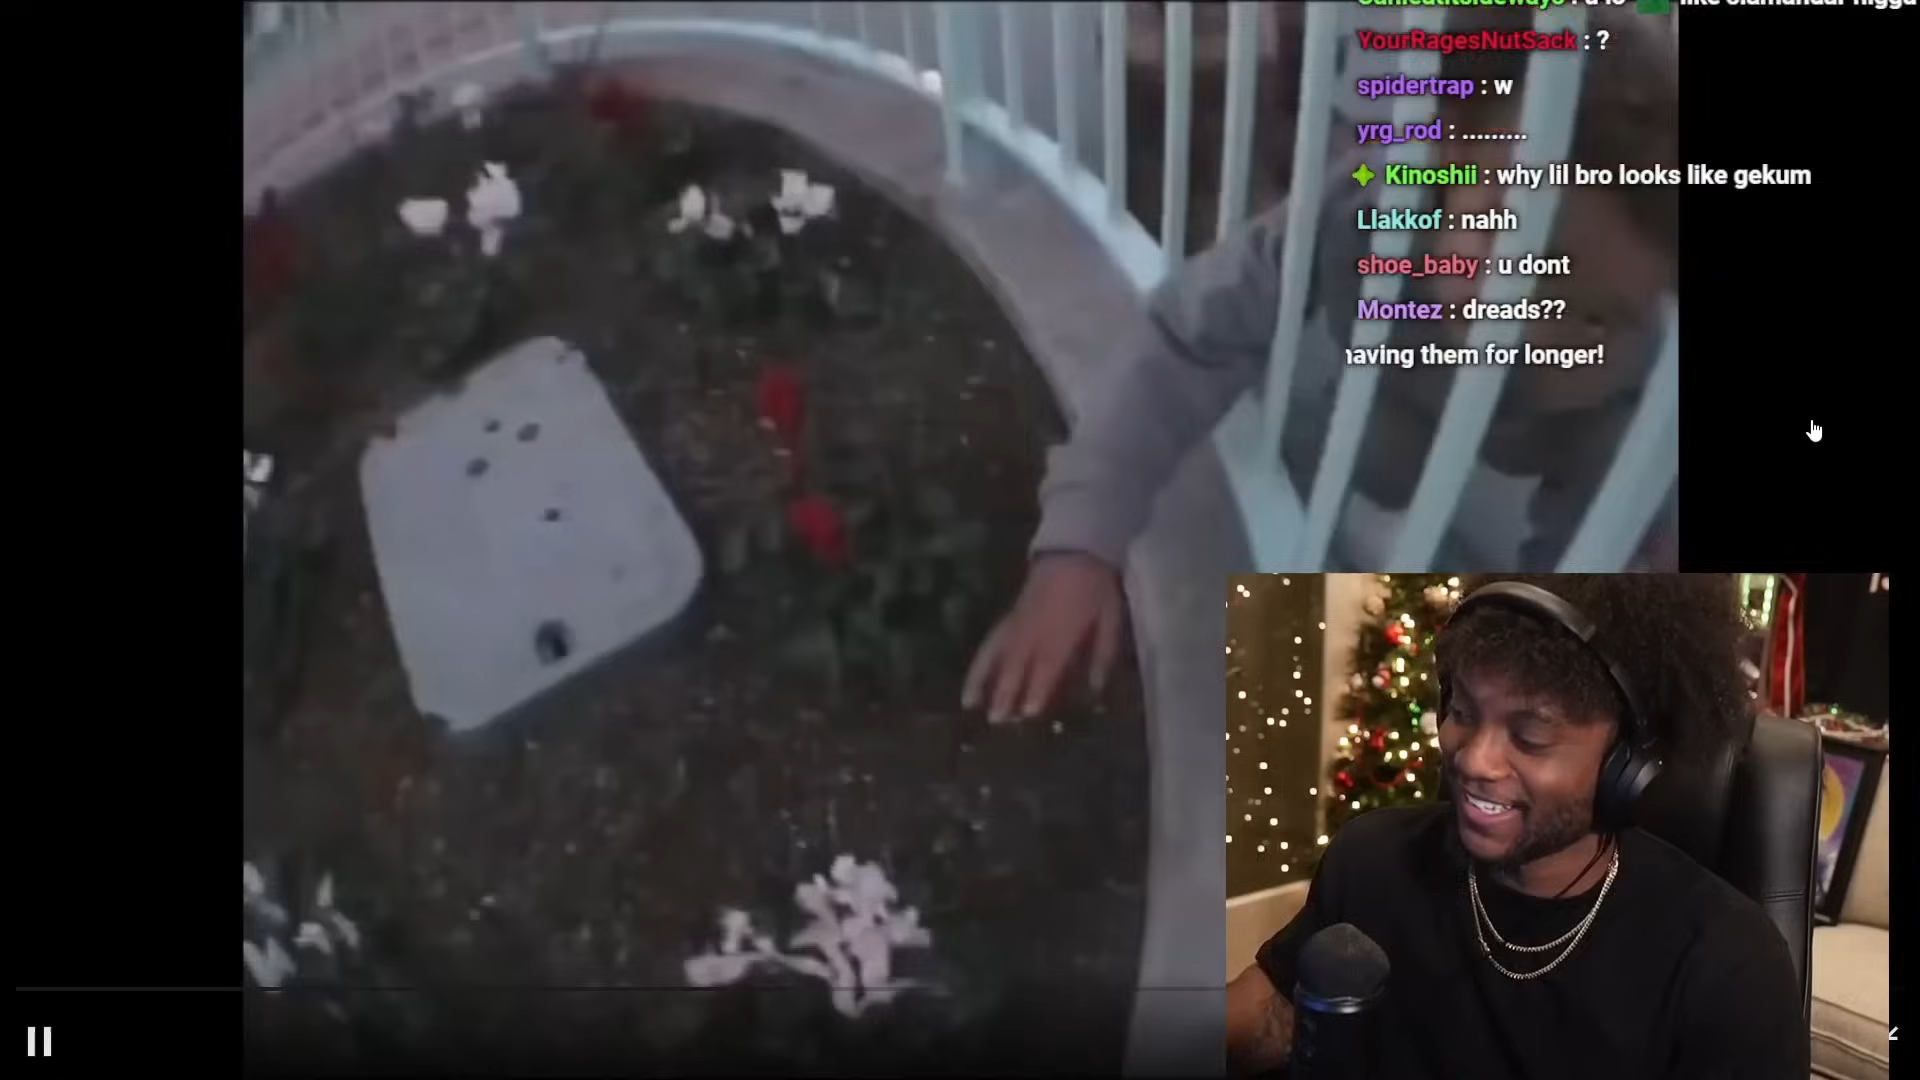 YourRagesNutSack : ?
spidertrap : w
yrg_rod : .........
Kinoshii : why lil bro looks like gekum
Llakkof : nahh
shoe_baby : u dont
Montez : dreads??
having them for longer!